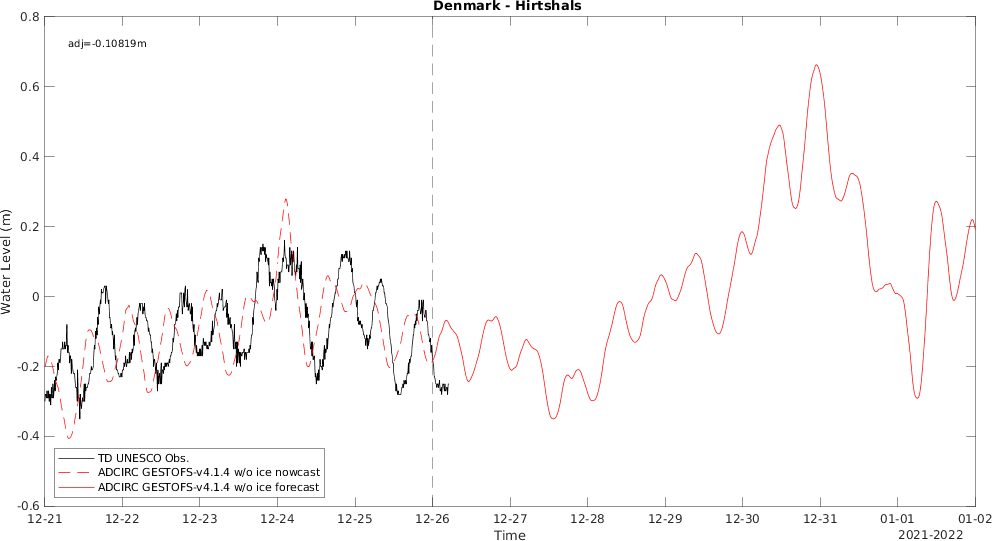 Denmark - Hirtshals
adj=-0.10819m
Water Level (m)
0.8
0.6
0.4
0.2
0
-0.2
-0.4
-0.6
TD UNESCO Obs.
ADCIRC GESTOFS-v4.1.4 w/o ice nowcast
ADCIRC GESTOFS-v4.1.4 w/o ice forecast
12-21 12-22 12-23 12-24 12-25 12-26 12-27 12-28 12-29 12-30 12-31 01-01 01-02
Time
2021-2022